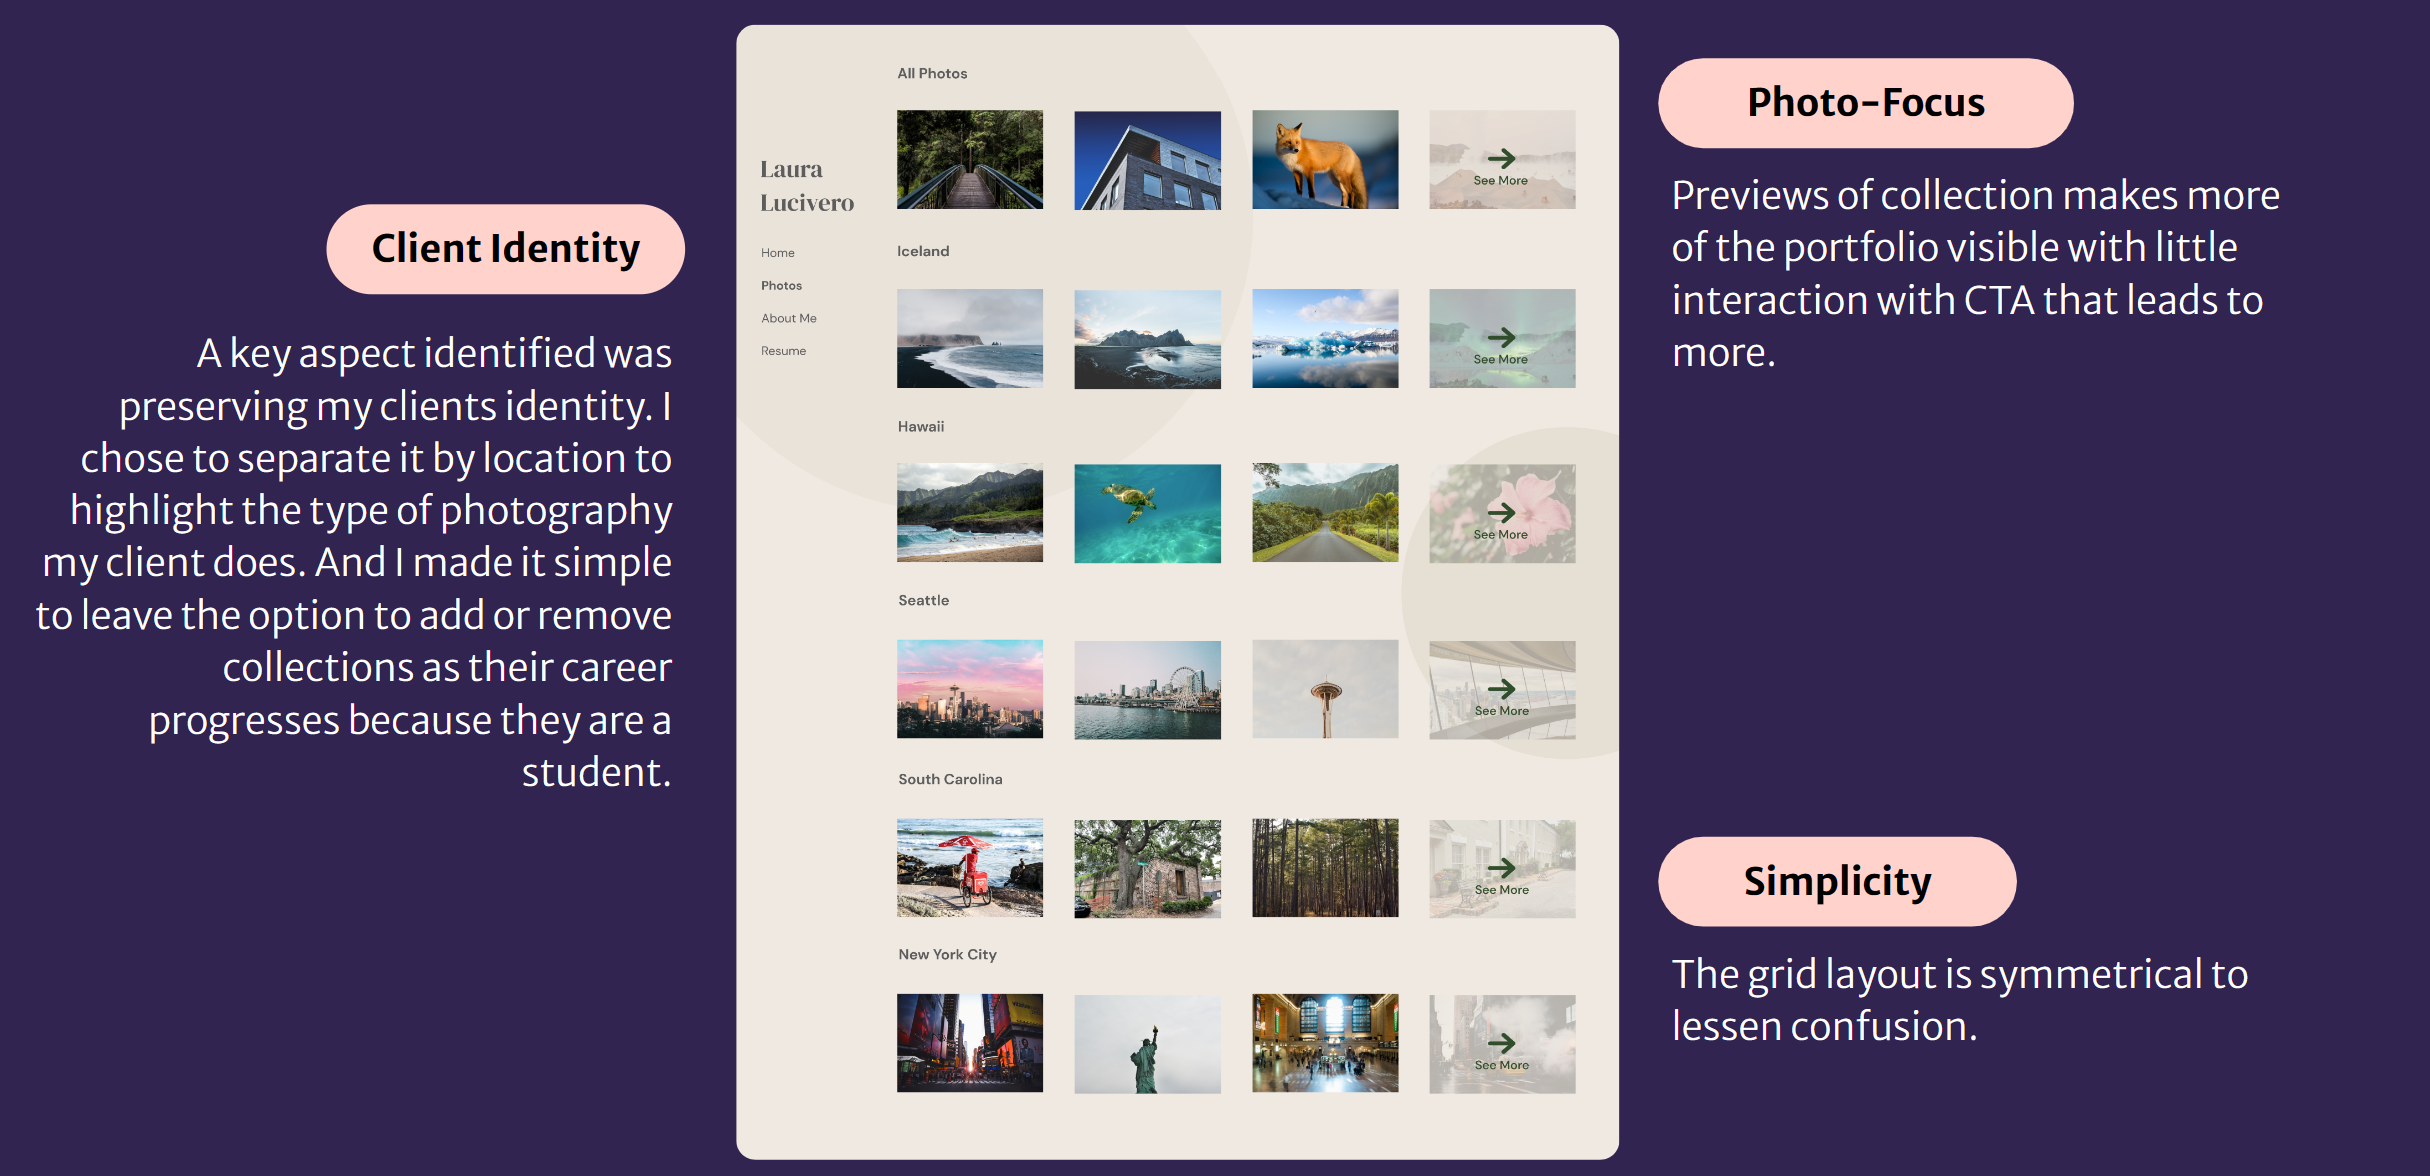 Client Identity
A key aspect identified was
preserving my clients identity. I
chose to separate it by location to
highlight the type of photography
my client does. And I made it simple
to leave the option to add or remove
collections as their career
progresses because they are a
student.
Laura
Lucivero
Home
Photos
About Me
Resume
All Photos
See More
Iceland
See More
Hawaii
See More
Seattle
See More
South Carolina
See More
New York City
See More
Photo-Focus
Previews of collection makes more
of the portfolio visible with little
interaction with CTA that leads to
more.
Simplicity
The grid layout is symmetrical to
lessen confusion.